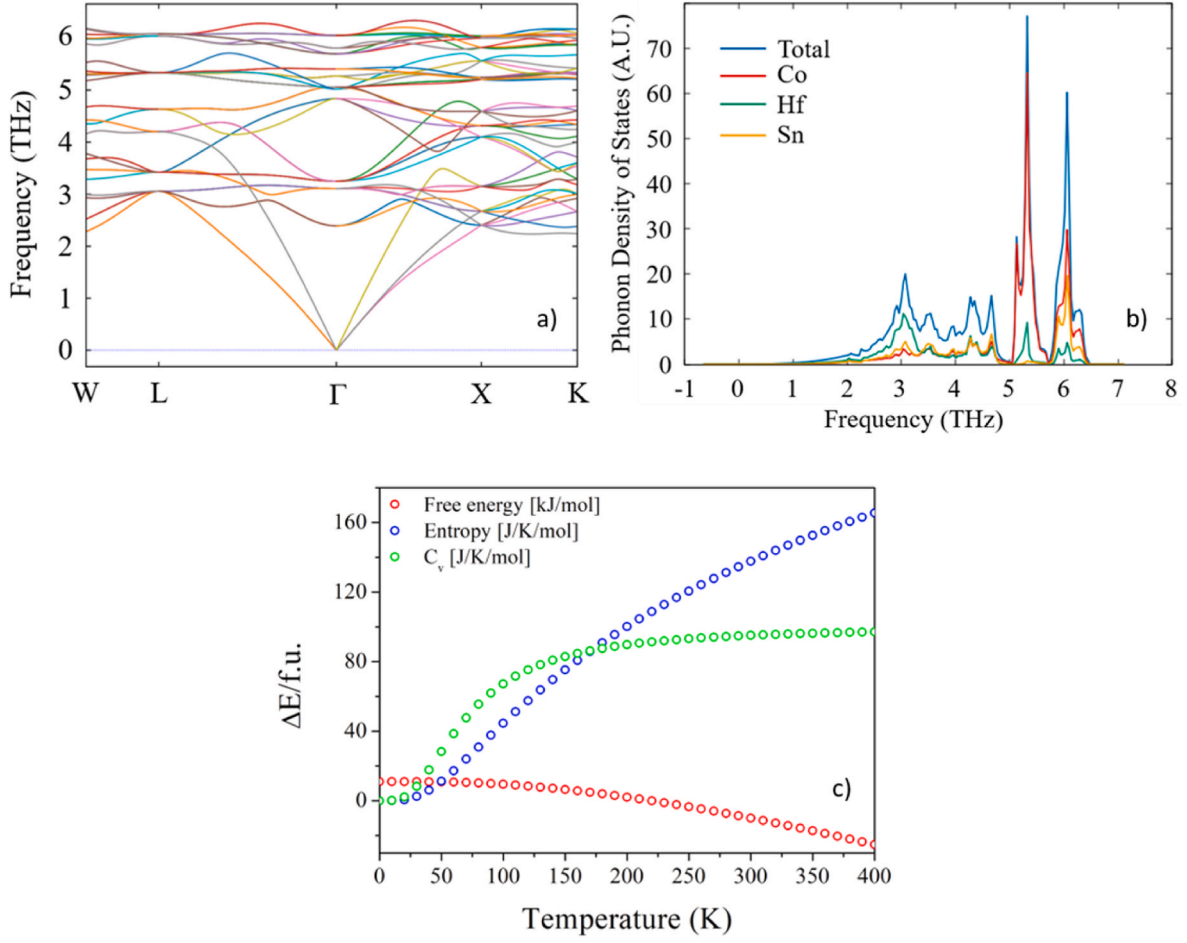 6
5
4
3
2
1
0
Frequency (THz)
W L Γ X K
a)
70
60
50
40
30
20
10
0
Phonon Density of States (A.U.)
Total
Co
Hf
Sn
b)
-1 0 1 2 3 4 5 6 7 8
Frequency (THz)
Free energy [kJ/mol]
Entropy [J/K/mol]
Cv [J/K/mol]
160
120
80
40
0
ΔE/f.u.
c)
0 50 100 150 200 250 300 350 400
Temperature (K)